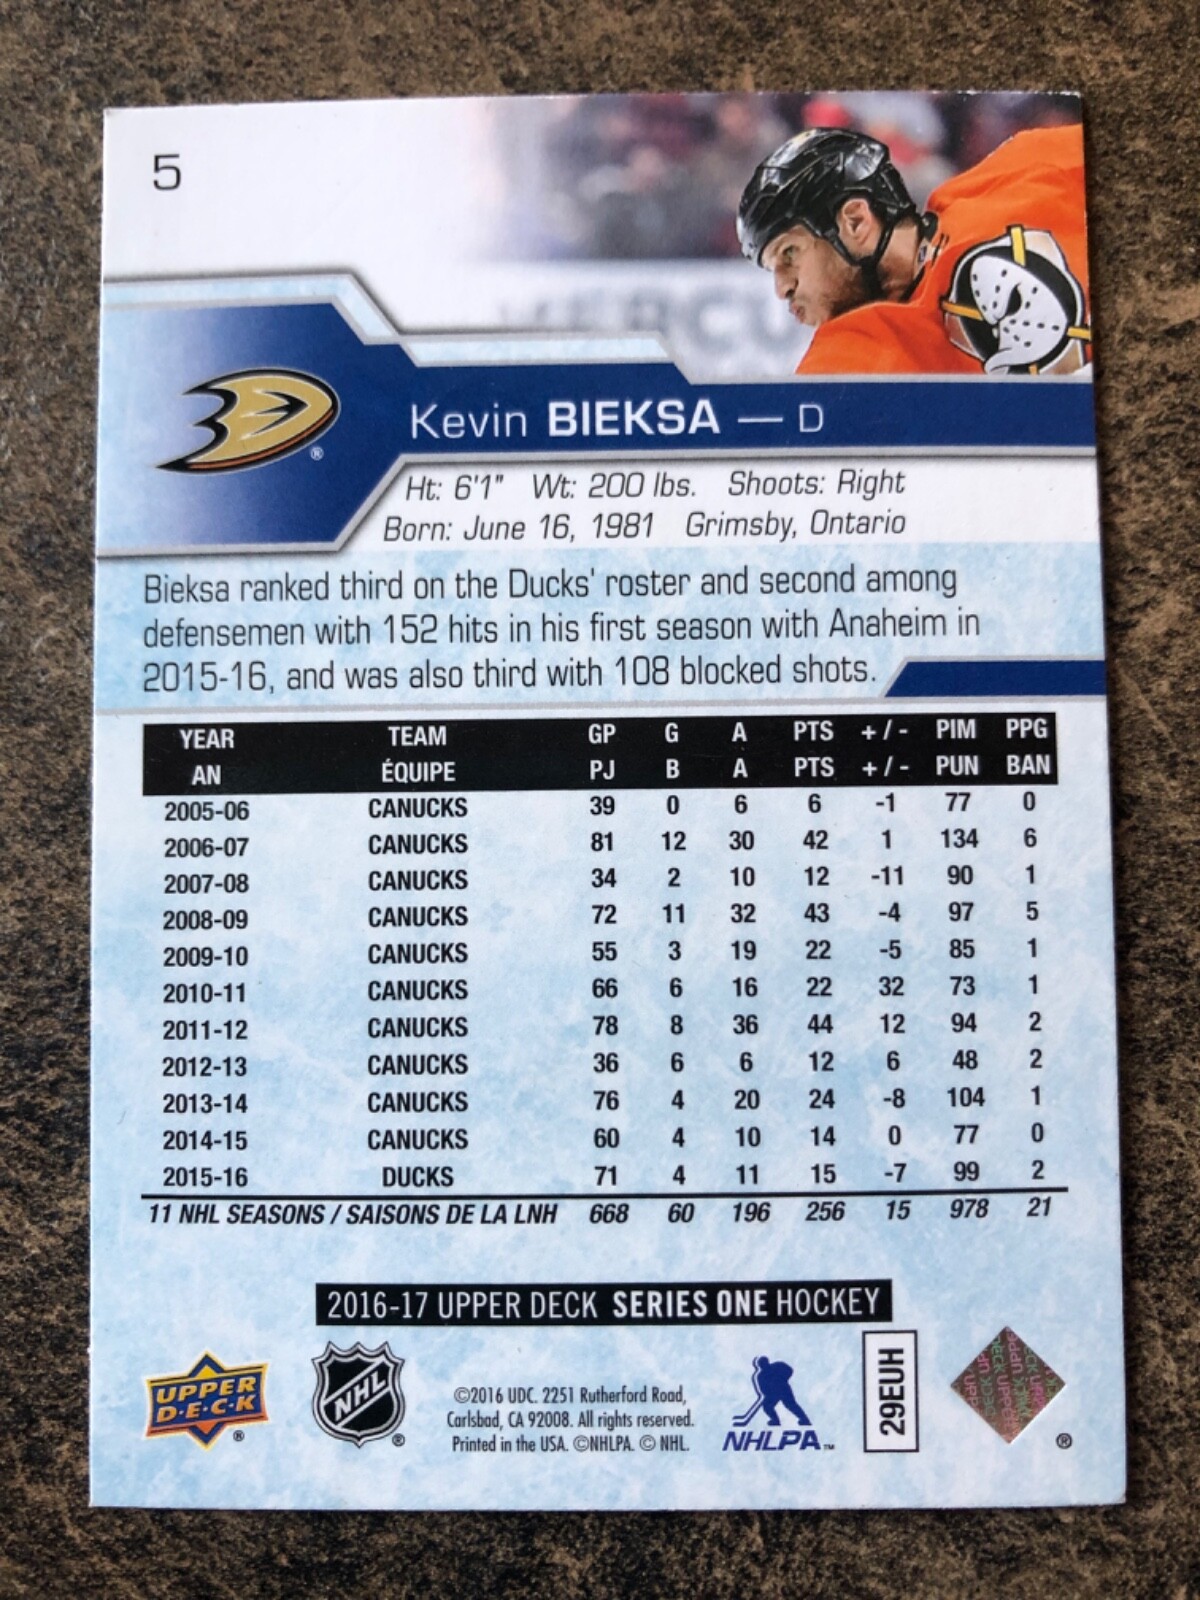 5
MERCU
Kevin BIEKSA — D
Ht: 6'1" Wt: 200 lbs. Shoots: Right
Born: June 16, 1981 Grimsby, Ontario
Bieksa ranked third on the Ducks' roster and second among
defensemen with 152 hits in his first season with Anaheim in
2015-16, and was also third with 108 blocked shots.
YEAR TEAM GP G A PTS +/- PIM PPG
AN ÉQUIPE PJ B A PTS +/- PUN BAN
2005-06 CANUCKS 39 0 6 6 -1 77 0
2006-07 CANUCKS 81 12 30 42 1 134 6
2007-08 CANUCKS 34 2 10 12 -11 90 1
2008-09 CANUCKS 72 11 32 43 -4 97 5
2009-10 CANUCKS 55 3 19 22 -5 85 1
2010-11 CANUCKS 66 6 16 22 32 73 1
2011-12 CANUCKS 78 8 36 44 12 94 2
2012-13 CANUCKS 36 6 6 12 6 48 2
2013-14 CANUCKS 76 4 20 24 -8 104 1
2014-15 CANUCKS 60 4 10 14 0 77 0
2015-16 DUCKS 71 4 11 15 -7 99 2
11 NHL SEASONS / SAISONS DE LA LNH 668 60 196 256 15 978 21
2016-17 UPPER DECK SERIES ONE HOCKEY
UPPER
D·E·C·K ®
NHL ®
©2016 UDC. 2251 Rutherford Road,
Carlsbad, CA 92008. All rights reserved.
Printed in the USA. ©NHLPA. © NHL.
NHLPA™
29EUH
®